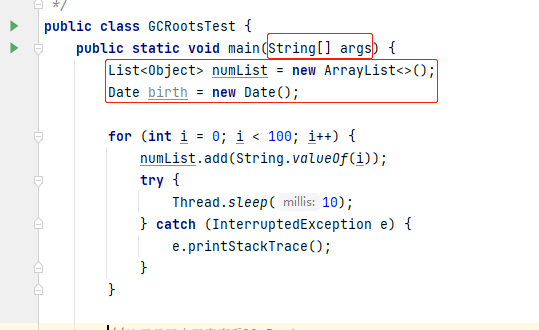 */
public class GCRootsTest {
public static void main(String[] args) {
List<Object> numList = new ArrayList<>();
Date birth = new Date();
for (int i = 0; i < 100; i++) {
numList.add(String.valueOf(i));
try {
Thread.sleep( millis: 10);
} catch (InterruptedException e) {
e.printStackTrace();
}
}